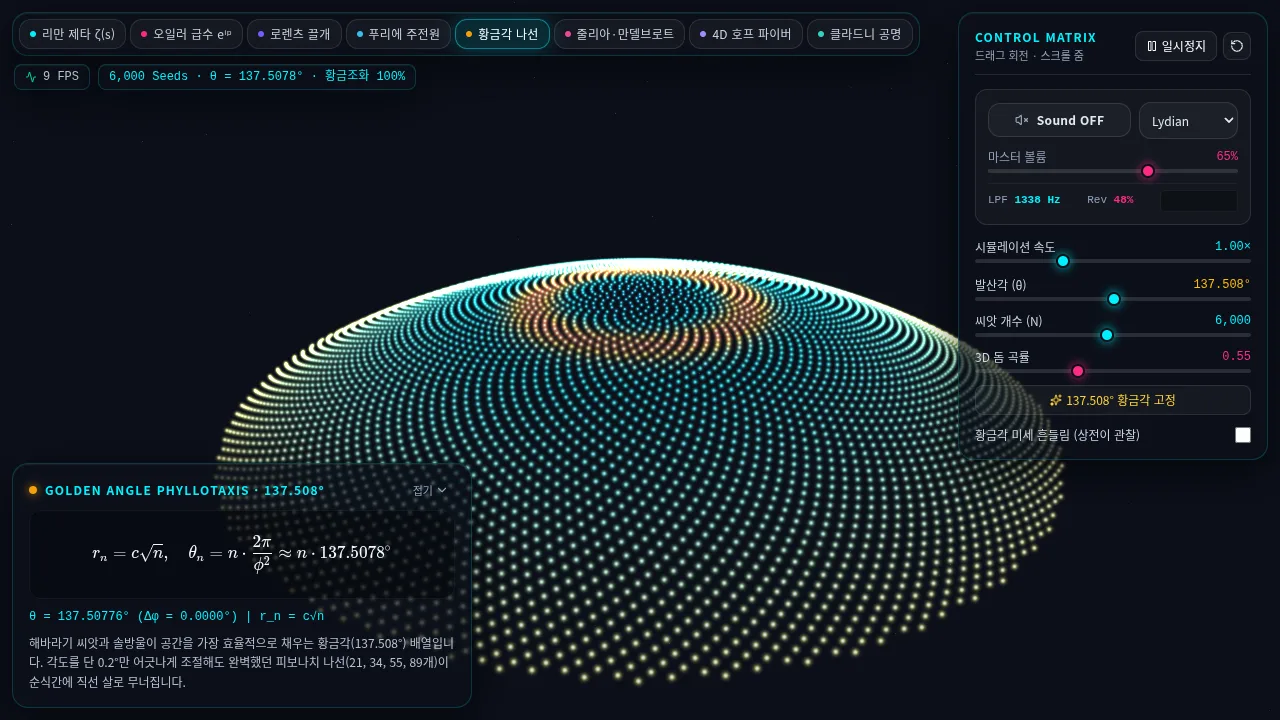 리만 제타 ζ(s)
오일러 급수 eⁱᵖ
로렌츠 끌개
푸리에 주전원
황금각 나선
줄리아·만델브로트
4D 호프 파이버
클라드니 공명
9 FPS
6,000 Seeds · θ = 137.5078° · 황금조화 100%
CONTROL MATRIX
드래그 회전 · 스크롤 줌
일시정지
Sound OFF
Lydian
마스터 볼륨 65%
LPF 1338 Hz Rev 48%
시뮬레이션 속도 1.00×
발산각 (θ) 137.508°
씨앗 개수 (N) 6,000
3D 돔 곡률 0.55
137.508° 황금각 고정
황금각 미세 흔들림 (상전이 관찰)
GOLDEN ANGLE PHYLLOTAXIS · 137.508°
접기
rₙ = c√n, θₙ = n · 2π/ϕ² ≈ n · 137.5078°
θ = 137.50776° (Δφ = 0.0000°) | r_n = c√n
해바라기 씨앗과 솔방울이 공간을 가장 효율적으로 채우는 황금각(137.508°) 배열입니
다. 각도를 단 0.2°만 어긋나게 조절해도 완벽했던 피보나치 나선(21, 34, 55, 89개)이
순식간에 직선 살로 무너집니다.